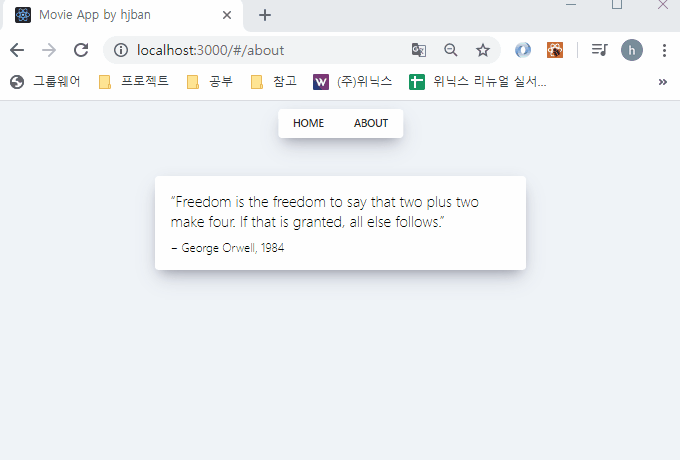 Movie App by hjban
localhost:3000/#/about
h
그룹웨어 프로젝트 공부 참고 W (주)위닉스 위닉스 리뉴얼 실서...
HOME ABOUT
“Freedom is the freedom to say that two plus two
make four. If that is granted, all else follows.”
− George Orwell, 1984